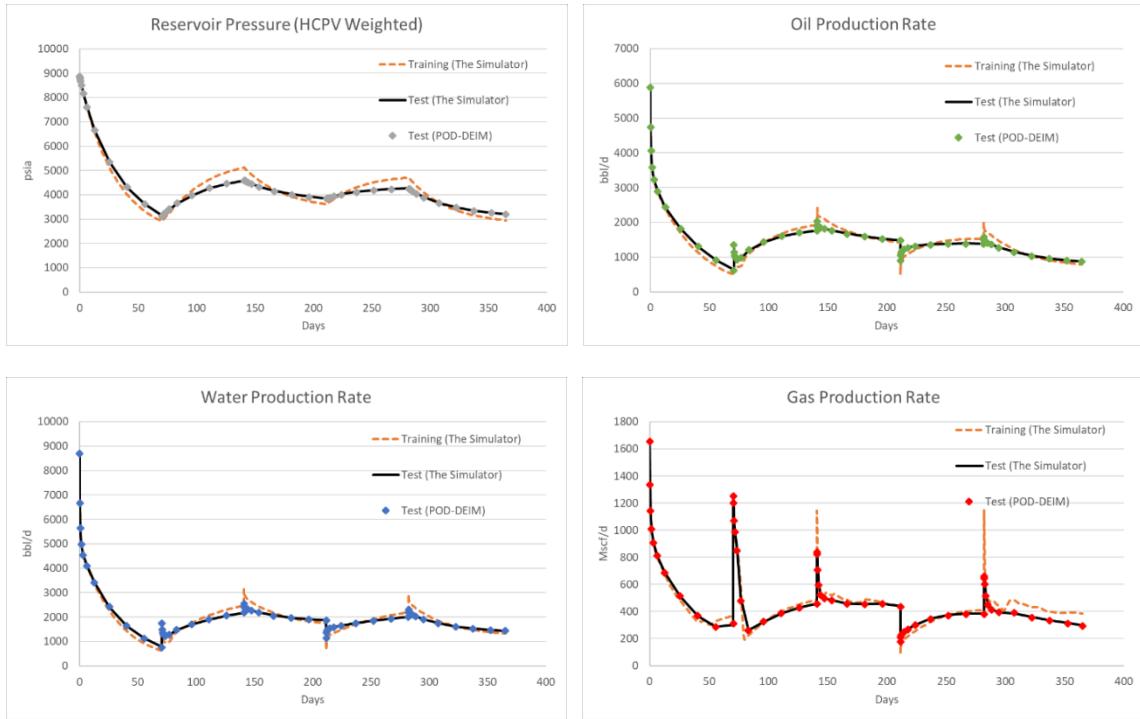 Reservoir Pressure (HCPV Weighted)
10000
9000
8000
7000
6000
5000
4000
3000
2000
1000
0
psia
Training (The Simulator)
Test (The Simulator)
Test (POD-DEIM)
0 50 100 150 200 250 300 350 400
Days
Oil Production Rate
7000
6000
5000
4000
3000
2000
1000
0
bbl/d
Training (The Simulator)
Test (The Simulator)
Test (POD-DEIM)
0 50 100 150 200 250 300 350 400
Days
Water Production Rate
10000
9000
8000
7000
6000
5000
4000
3000
2000
1000
0
bbl/d
Training (The Simulator)
Test (The Simulator)
Test (POD-DEIM)
0 50 100 150 200 250 300 350 400
Days
Gas Production Rate
1800
1600
1400
1200
1000
800
600
400
200
0
Mscf/d
Training (The Simulator)
Test (The Simulator)
Test (POD-DEIM)
0 50 100 150 200 250 300 350 400
Days